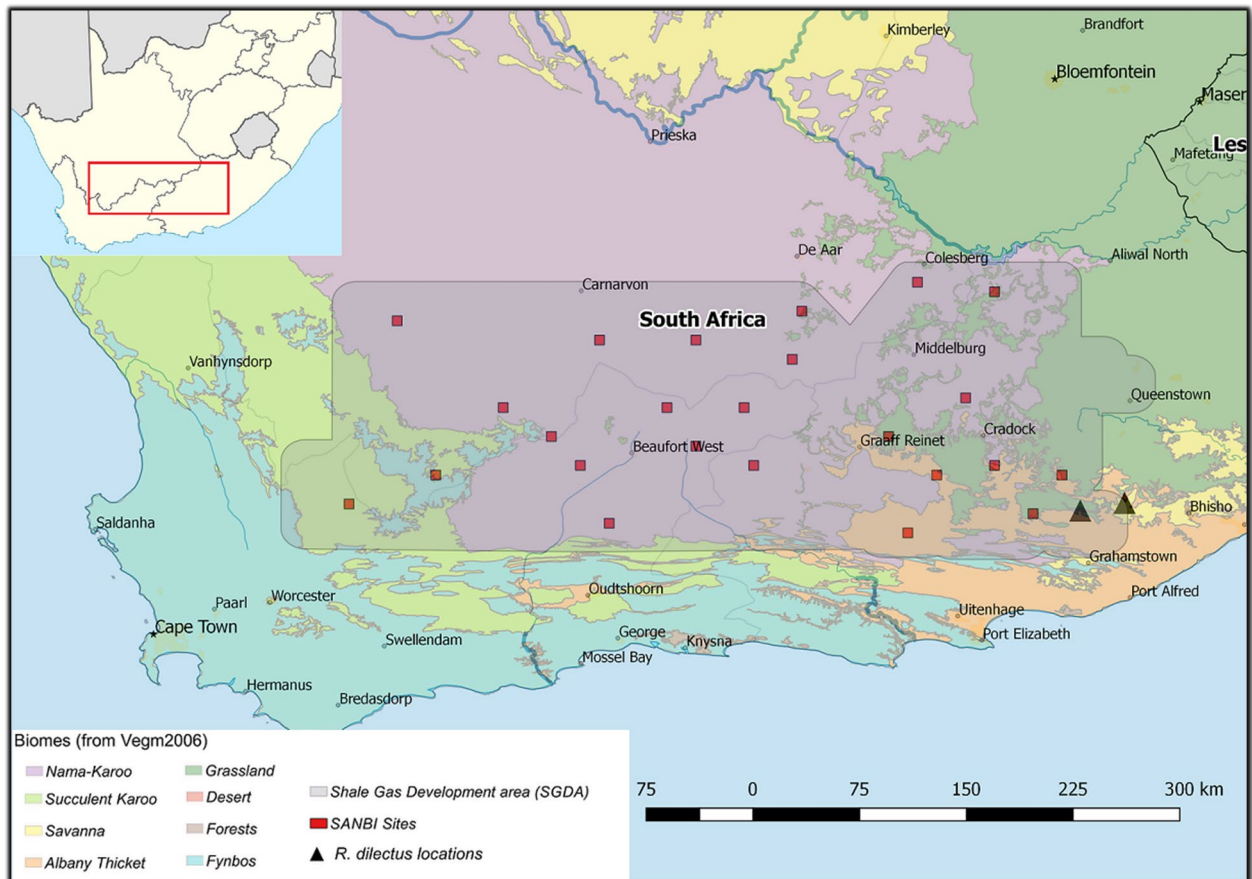 Kimberley
Brandfort
Bloemfontein
Maser
Prieska
Les
Mafetang
De Aar
Colesberg
Aliwal North
Carnarvon
South Africa
Middelburg
Vanhynsdorp
Queenstown
Cradock
Graaff Reinet
Beaufort West
Bhisho
Saldanha
Grahamstown
Oudtshoorn
Port Alfred
Worcester
Paarl
Uitenhage
Cape Town
George
Port Elizabeth
Swellendam
Knysna
Mossel Bay
Hermanus
Bredasdorp
Biomes (from Vegm2006)
Nama-Karoo
Succulent Karoo
Savanna
Albany Thicket
Grassland
Desert
Forests
Fynbos
Shale Gas Development area (SGDA)
SANBI Sites
R. dilectus locations
75 0 75 150 225 300 km